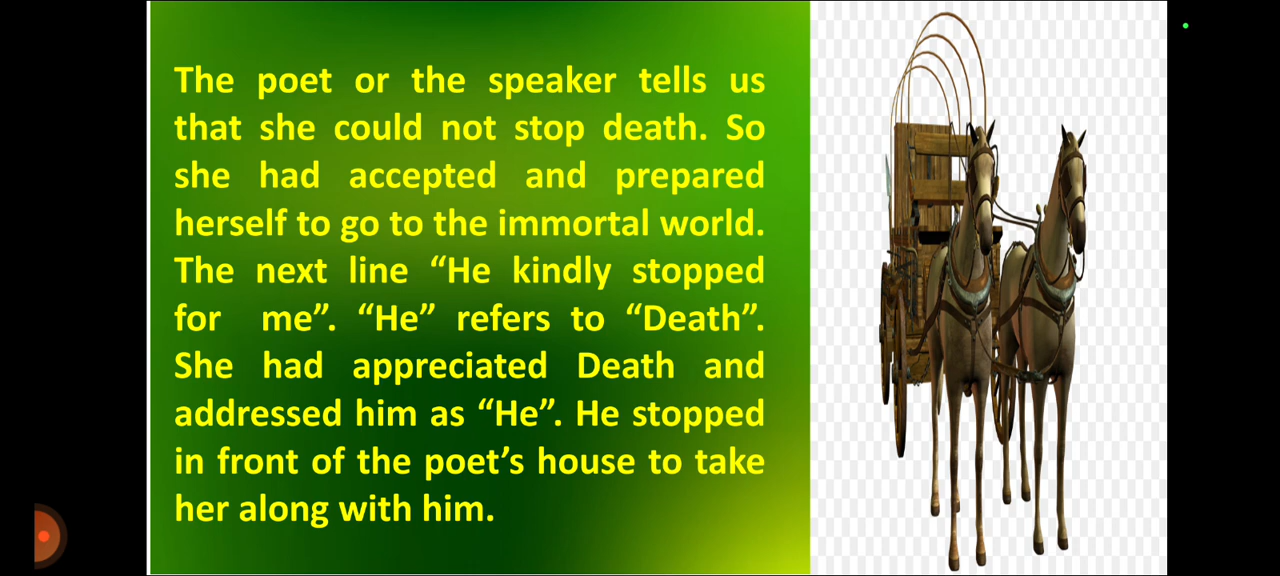 The poet or the speaker tells us
that she could not stop death. So
she had accepted and prepared
herself to go to the immortal world.
The next line “He kindly stopped
for me”. “He” refers to “Death”.
She had appreciated Death and
addressed him as “He”. He stopped
in front of the poet’s house to take
her along with him.